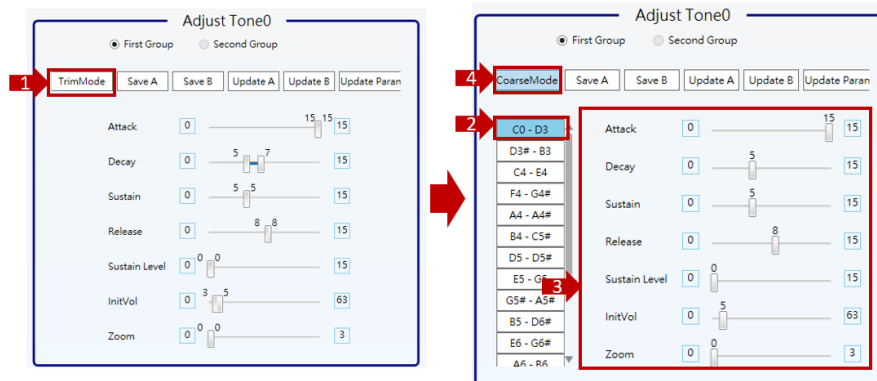 Adjust Tone0
First Group Second Group
1
TrimMode Save A Save B Update A Update B Update Paran
Attack 0 15 15 15
Decay 0 5 7 15
Sustain 0 5 5 15
Release 0 8 8 15
Sustain Level 0 0 0 15
InitVol 0 3 5 63
Zoom 0 0 0 3
Adjust Tone0
First Group Second Group
4
CoarseMode Save A Save B Update A Update B Update Paran
2
C0 - D3
D3# - B3
C4 - E4
F4 - G4#
A4 - A4#
B4 - C5#
D5 - D5#
E5 - G5
G5# - A5#
B5 - D6#
E6 - G6#
A6 - B6
3
Attack 0 15 15
Decay 0 5 15
Sustain 0 5 15
Release 0 8 15
Sustain Level 0 0 15
InitVol 0 5 63
Zoom 0 0 3